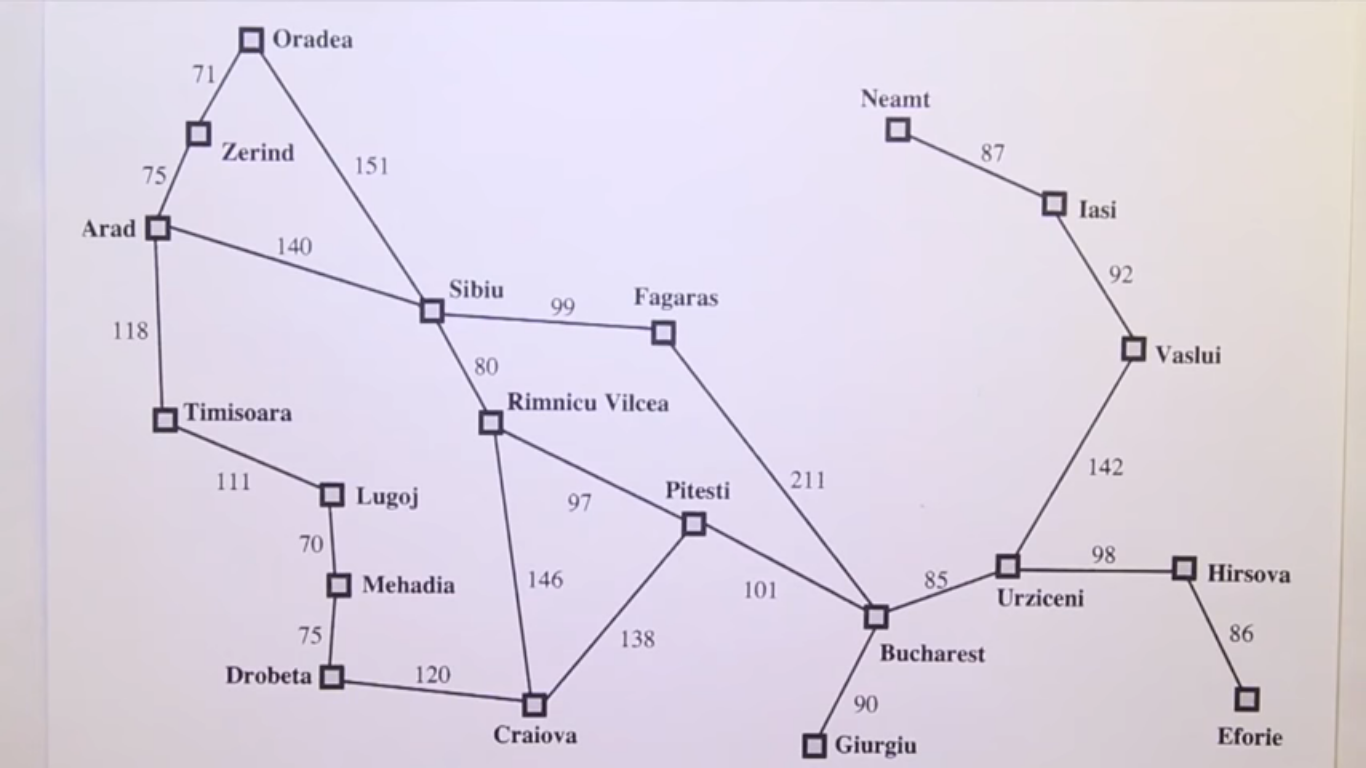 Oradea
71
Neamt
87
Zerind
151
75
Iasi
Arad
140
92
Sibiu
99
Fagaras
118
Vaslui
80
Rimnicu Vilcea
Timisoara
142
111
211
Lugoj
97
Pitesti
70
98
Mehadia
146
101
85
Hirsova
Urziceni
75
138
86
Bucharest
Drobeta
120
90
Craiova
Giurgiu
Eforie